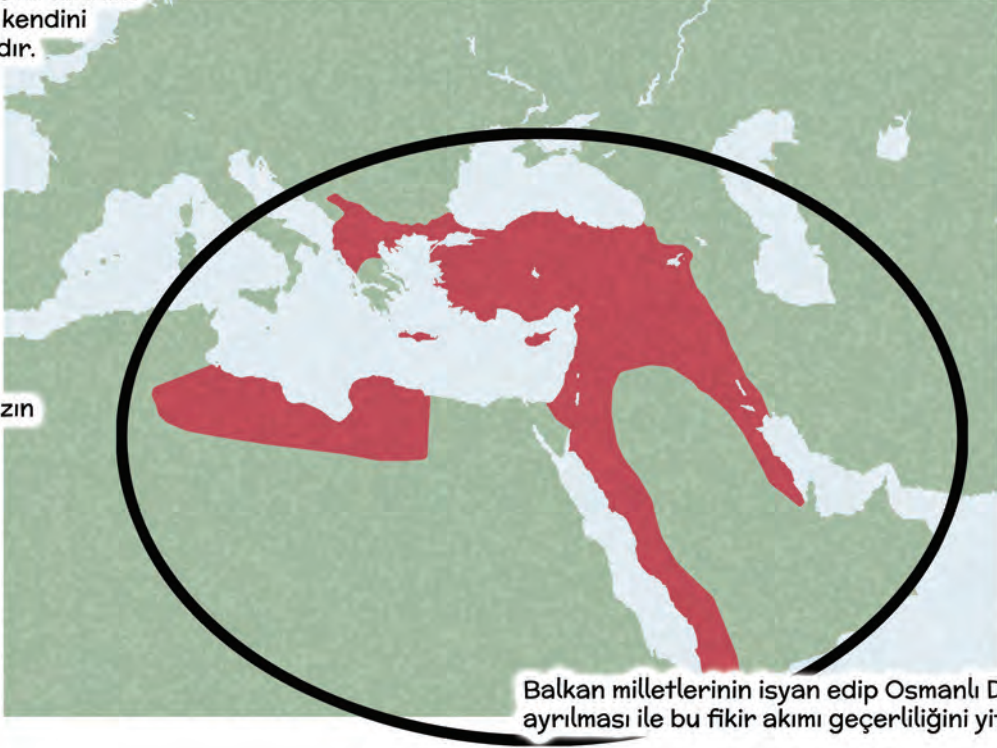 kendini
dır.
zın
Balkan milletlerinin isyan edip Osmanlı D
ayrılması ile bu fikir akımı geçerliliğini yi